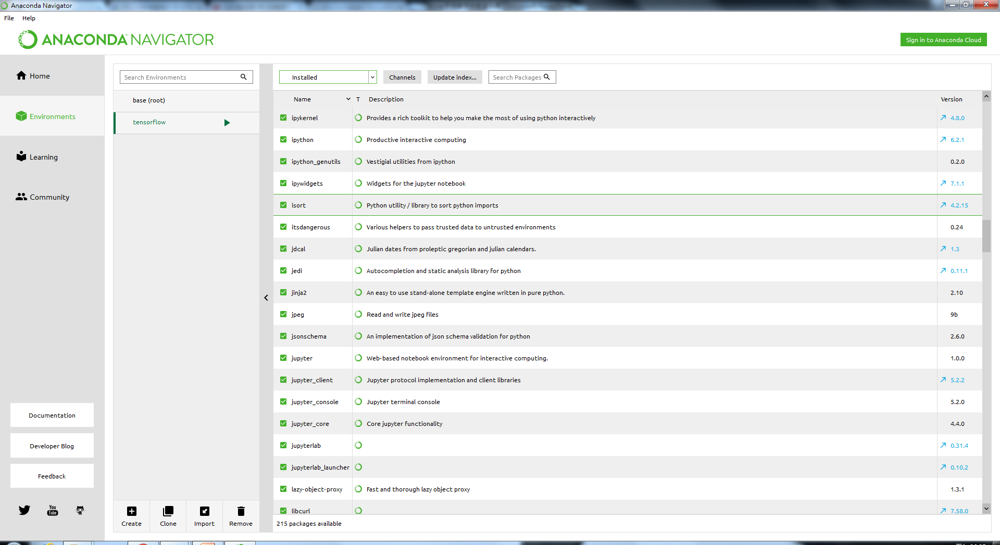 Anaconda Navigator
File Help
ANACONDA NAVIGATOR
Sign in to Anaconda Cloud
Home
Environments
Learning
Community
Documentation
Developer Blog
Feedback
You
Tube
Search Environments
base (root)
tensorflow
Create Clone Import Remove
Installed Channels Update index... Search Packages
Name T Description Version
ipykernel Provides a rich toolkit to help you make the most of using python interactively 4.8.0
ipython Productive interactive computing 6.2.1
ipython_genutils Vestigial utilities from ipython 0.2.0
ipywidgets Widgets for the jupyter notebook 7.1.1
isort Python utility / library to sort python imports 4.2.15
itsdangerous Various helpers to pass trusted data to untrusted environments 0.24
jdcal Julian dates from proleptic gregorian and julian calendars. 1.3
jedi Autocompletion and static analysis library for python 0.11.1
jinja2 An easy to use stand-alone template engine written in pure python. 2.10
jpeg Read and write jpeg files 9b
jsonschema An implementation of json schema validation for python 2.6.0
jupyter Web-based notebook environment for interactive computing. 1.0.0
jupyter_client Jupyter protocol implementation and client libraries 5.2.2
jupyter_console Jupyter terminal console 5.2.0
jupyter_core Core jupyter functionality 4.4.0
jupyterlab 0.31.4
jupyterlab_launcher 0.10.2
lazy-object-proxy Fast and thorough lazy object proxy 1.3.1
libcurl 7.58.0
215 packages available